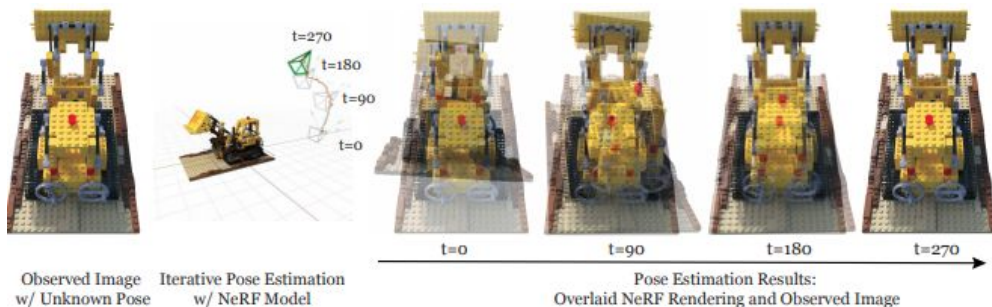 t=270
t=180
t=90
t=0
t=0
t=90
t=180
t=270
Observed Image
w/ Unknown Pose
Iterative Pose Estimation
w/ NeRF Model
Pose Estimation Results:
Overlaid NeRF Rendering and Observed Image